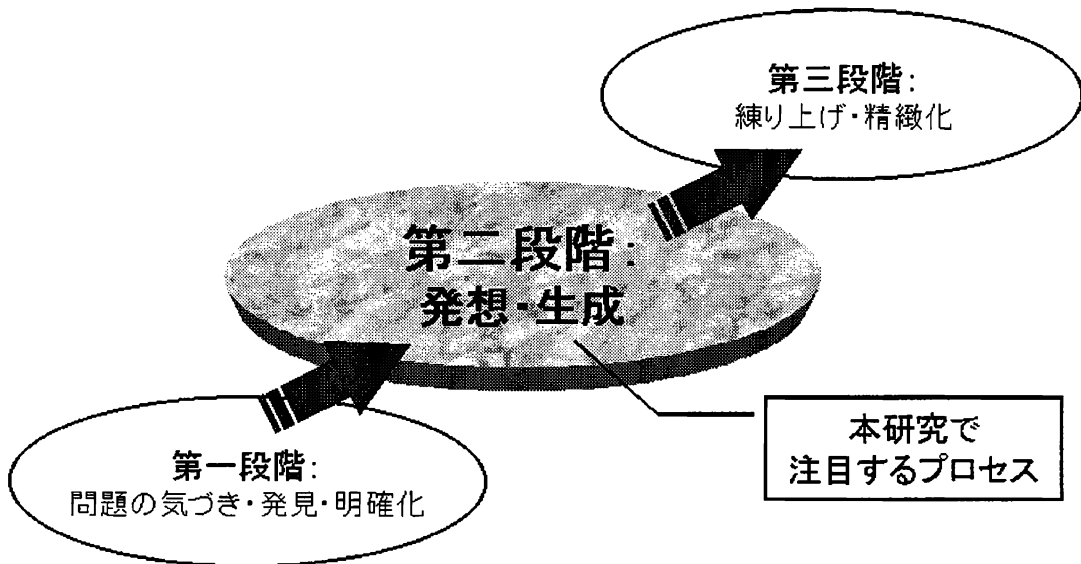 第三段階：
練り上げ・精緻化
第二段階：
発想・生成
本研究で
注目するプロセス
第一段階：
問題の気づき・発見・明確化